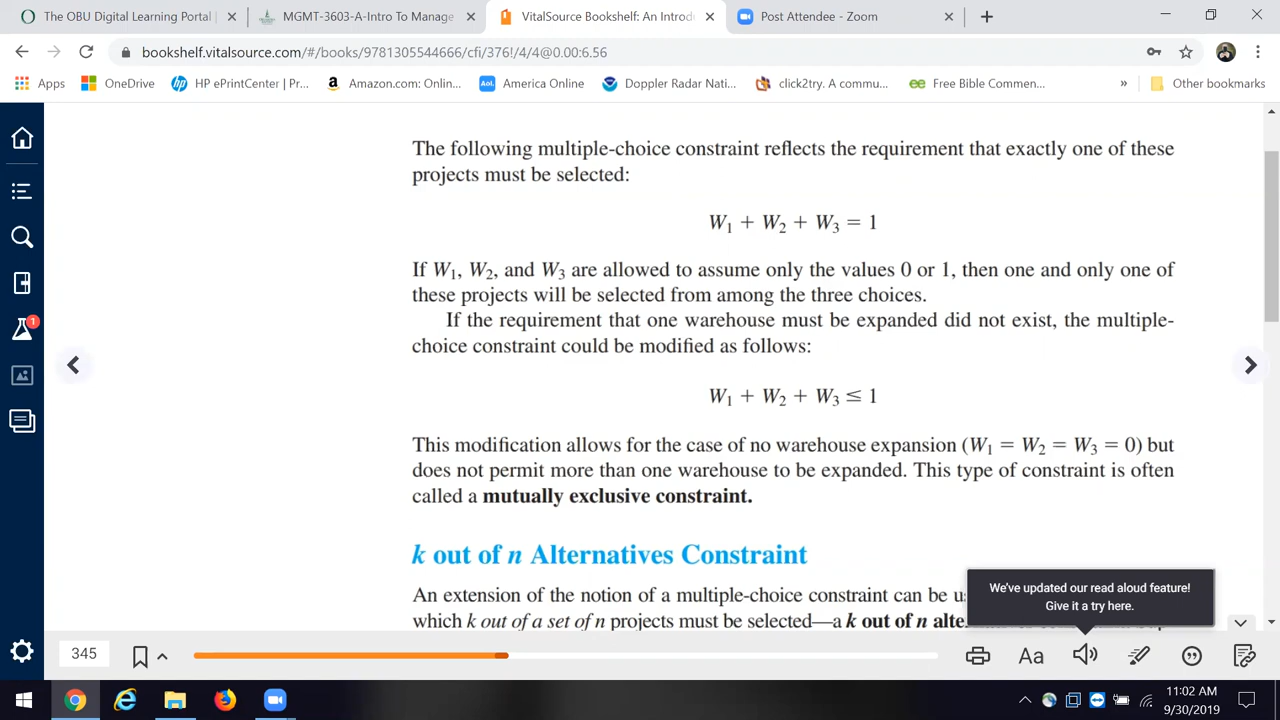 The OBU Digital Learning Portal |
MGMT-3603-A-Intro To Manage
VitalSource Bookshelf: An Introd
Post Attendee - Zoom
bookshelf.vitalsource.com/#/books/9781305544666/cfi/376!/4/4@0.00:6.56
Apps
OneDrive
HP ePrintCenter | Pr...
Amazon.com: Onlin...
Aol.
America Online
Doppler Radar Nati...
click2try. A commu...
ee
Free Bible Commen...
»
Other bookmarks
The following multiple-choice constraint reflects the requirement that exactly one of these
projects must be selected:
W₁ + W₂ + W₃ = 1
If W₁, W₂, and W₃ are allowed to assume only the values 0 or 1, then one and only one of
these projects will be selected from among the three choices.
If the requirement that one warehouse must be expanded did not exist, the multiple-
choice constraint could be modified as follows:
W₁ + W₂ + W₃ ≤ 1
This modification allows for the case of no warehouse expansion (W₁ = W₂ = W₃ = 0) but
does not permit more than one warehouse to be expanded. This type of constraint is often
called a mutually exclusive constraint.
k out of n Alternatives Constraint
An extension of the notion of a multiple-choice constraint can be u
which k out of a set of n projects must be selected—a k out of n alter
We've updated our read aloud feature!
Give it a try here.
1
345
Aa
11:02 AM
9/30/2019